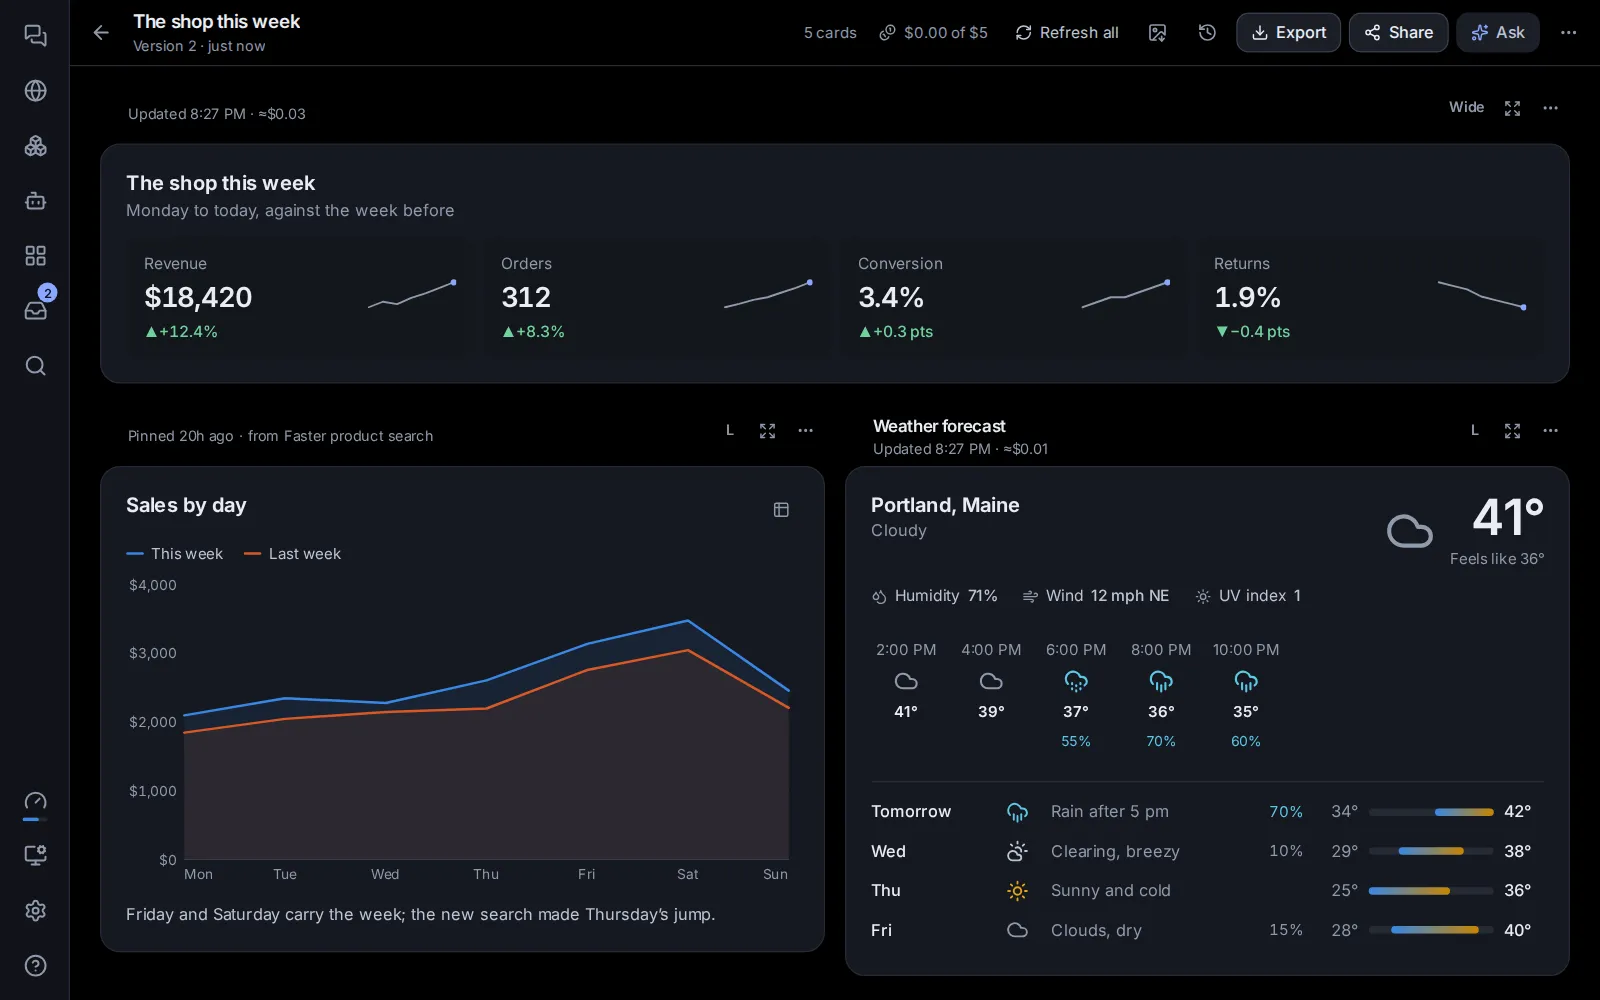 The shop this week
Version 2 · just now
5 cards
$0.00 of $5
Refresh all
Export
Share
Ask
2
Updated 8:27 PM · ≈$0.03
Wide
The shop this week
Monday to today, against the week before
Revenue
$18,420
▲+12.4%
Orders
312
▲+8.3%
Conversion
3.4%
▲+0.3 pts
Returns
1.9%
▼−0.4 pts
Pinned 20h ago · from Faster product search
L
Sales by day
This week
Last week
$4,000
$3,000
$2,000
$1,000
$0
Mon Tue Wed Thu Fri Sat Sun
Friday and Saturday carry the week; the new search made Thursday’s jump.
Weather forecast
Updated 8:27 PM · ≈$0.01
L
Portland, Maine
Cloudy
41°
Feels like 36°
Humidity 71%
Wind 12 mph NE
UV index 1
2:00 PM 4:00 PM 6:00 PM 8:00 PM 10:00 PM
41° 39° 37° 36° 35°
55% 70% 60%
Tomorrow Rain after 5 pm 70% 34° 42°
Wed Clearing, breezy 10% 29° 38°
Thu Sunny and cold 25° 36°
Fri Clouds, dry 15% 28° 40°